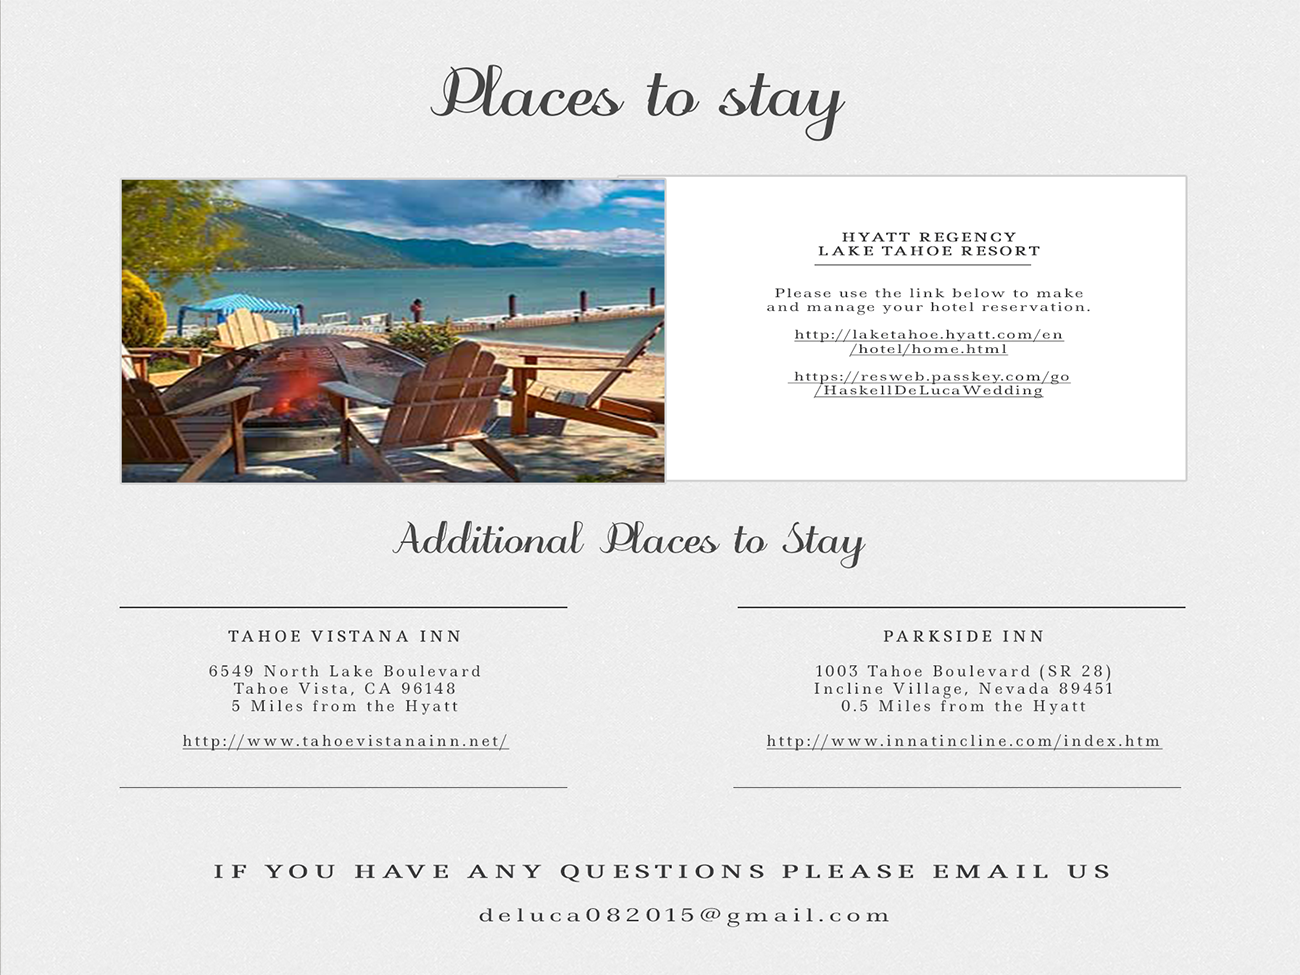 Places to stay
HYATT REGENCY
LAKE TAHOE RESORT
Please use the link below to make
and manage your hotel reservation.
http://laketahoe.hyatt.com/en
/hotel/home.html
https://resweb.passkey.com/go
/HaskellDeLucaWedding
Additional Places to Stay
TAHOE VISTANA INN
6549 North Lake Boulevard
Tahoe Vista, CA 96148
5 Miles from the Hyatt
http://www.tahoevistanainn.net/
PARKSIDE INN
1003 Tahoe Boulevard (SR 28)
Incline Village, Nevada 89451
0.5 Miles from the Hyatt
http://www.innatincline.com/index.htm
IF YOU HAVE ANY QUESTIONS PLEASE EMAIL US
deluca082015@gmail.com